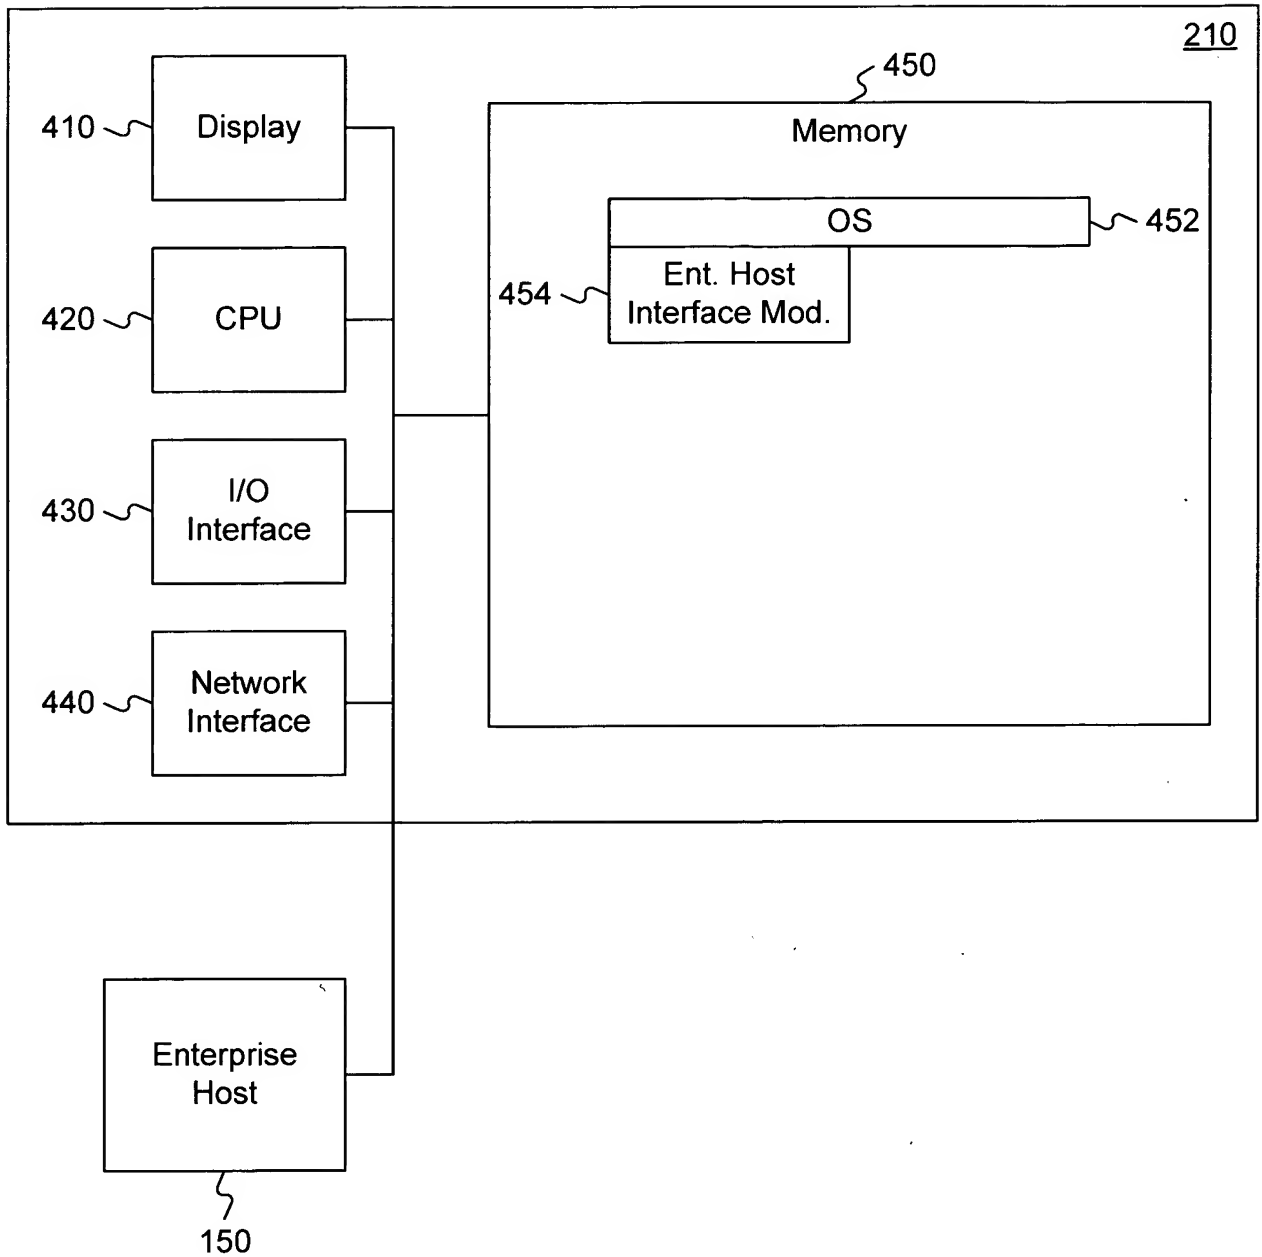 210
450
410
Display
Memory
OS
452
454
Ent. Host
Interface Mod.
420
CPU
430
I/O
Interface
440
Network
Interface
Enterprise
Host
150